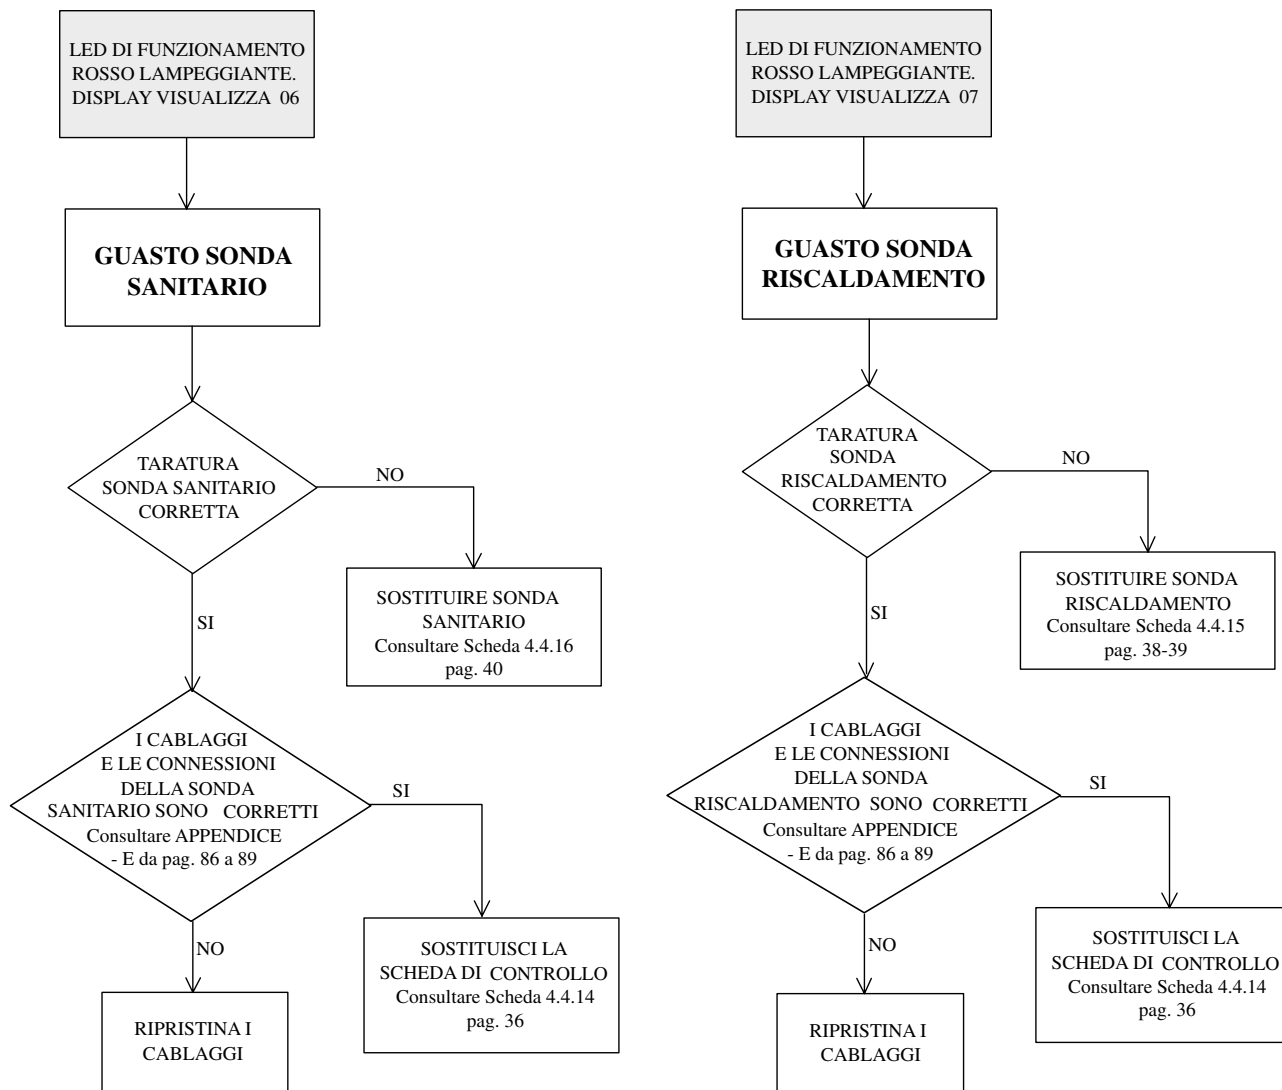 LED DI FUNZIONAMENTO
ROSSO LAMPEGGIANTE.
DISPLAY VISUALIZZA 06
GUASTO SONDA
SANITARIO
TARATURA
SONDA SANITARIO
CORRETTA
NO
SOSTITUIRE SONDA
SANITARIO
Consultare Scheda 4.4.16
pag. 40
SI
I CABLAGGI
E LE CONNESSIONI
DELLA SONDA
SANITARIO SONO CORRETTI
Consultare APPENDICE
- E da pag. 86 a 89
SI
SOSTITUISCI LA
SCHEDA DI CONTROLLO
Consultare Scheda 4.4.14
pag. 36
NO
RIPRISTINA I
CABLAGGI
LED DI FUNZIONAMENTO
ROSSO LAMPEGGIANTE.
DISPLAY VISUALIZZA 07
GUASTO SONDA
RISCALDAMENTO
TARATURA
SONDA
RISCALDAMENTO
CORRETTA
NO
SOSTITUIRE SONDA
RISCALDAMENTO
Consultare Scheda 4.4.15
pag. 38-39
SI
I CABLAGGI
E LE CONNESSIONI
DELLA SONDA
RISCALDAMENTO SONO CORRETTI
Consultare APPENDICE
- E da pag. 86 a 89
SI
SOSTITUISCI LA
SCHEDA DI CONTROLLO
Consultare Scheda 4.4.14
pag. 36
NO
RIPRISTINA I
CABLAGGI